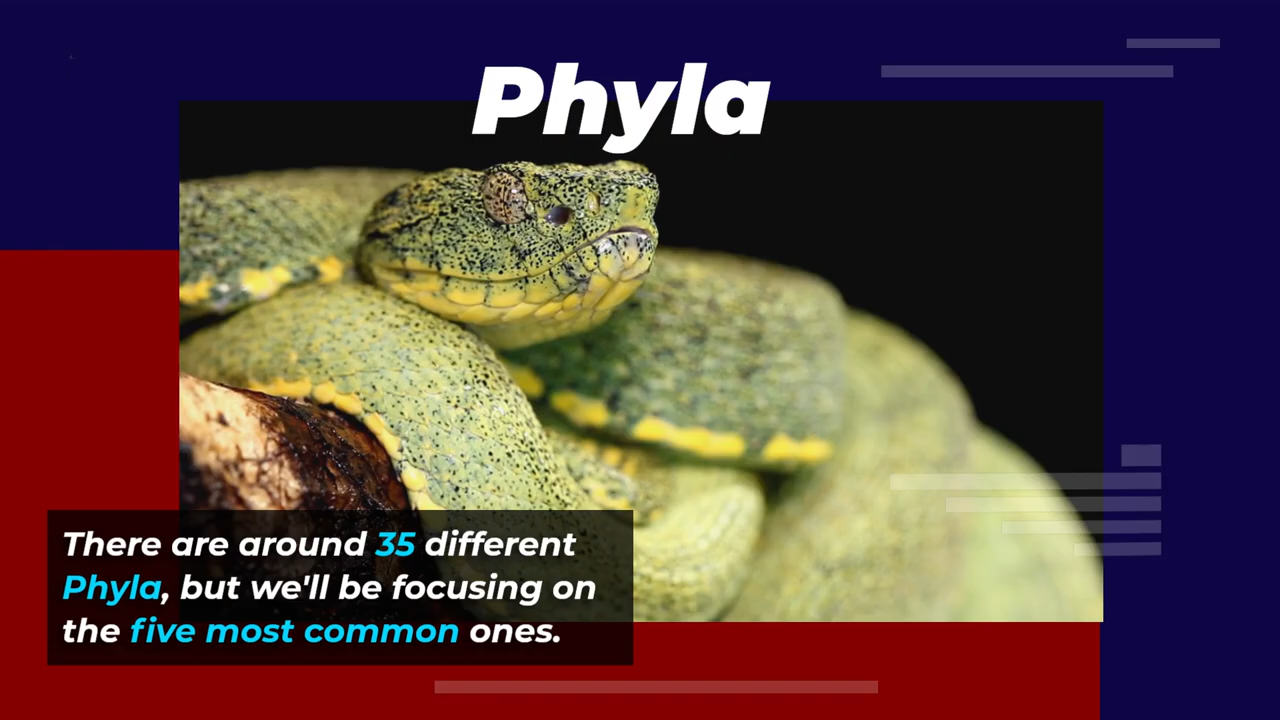 Phyla
There are around 35 different
Phyla, but we'll be focusing on
the five most common ones.